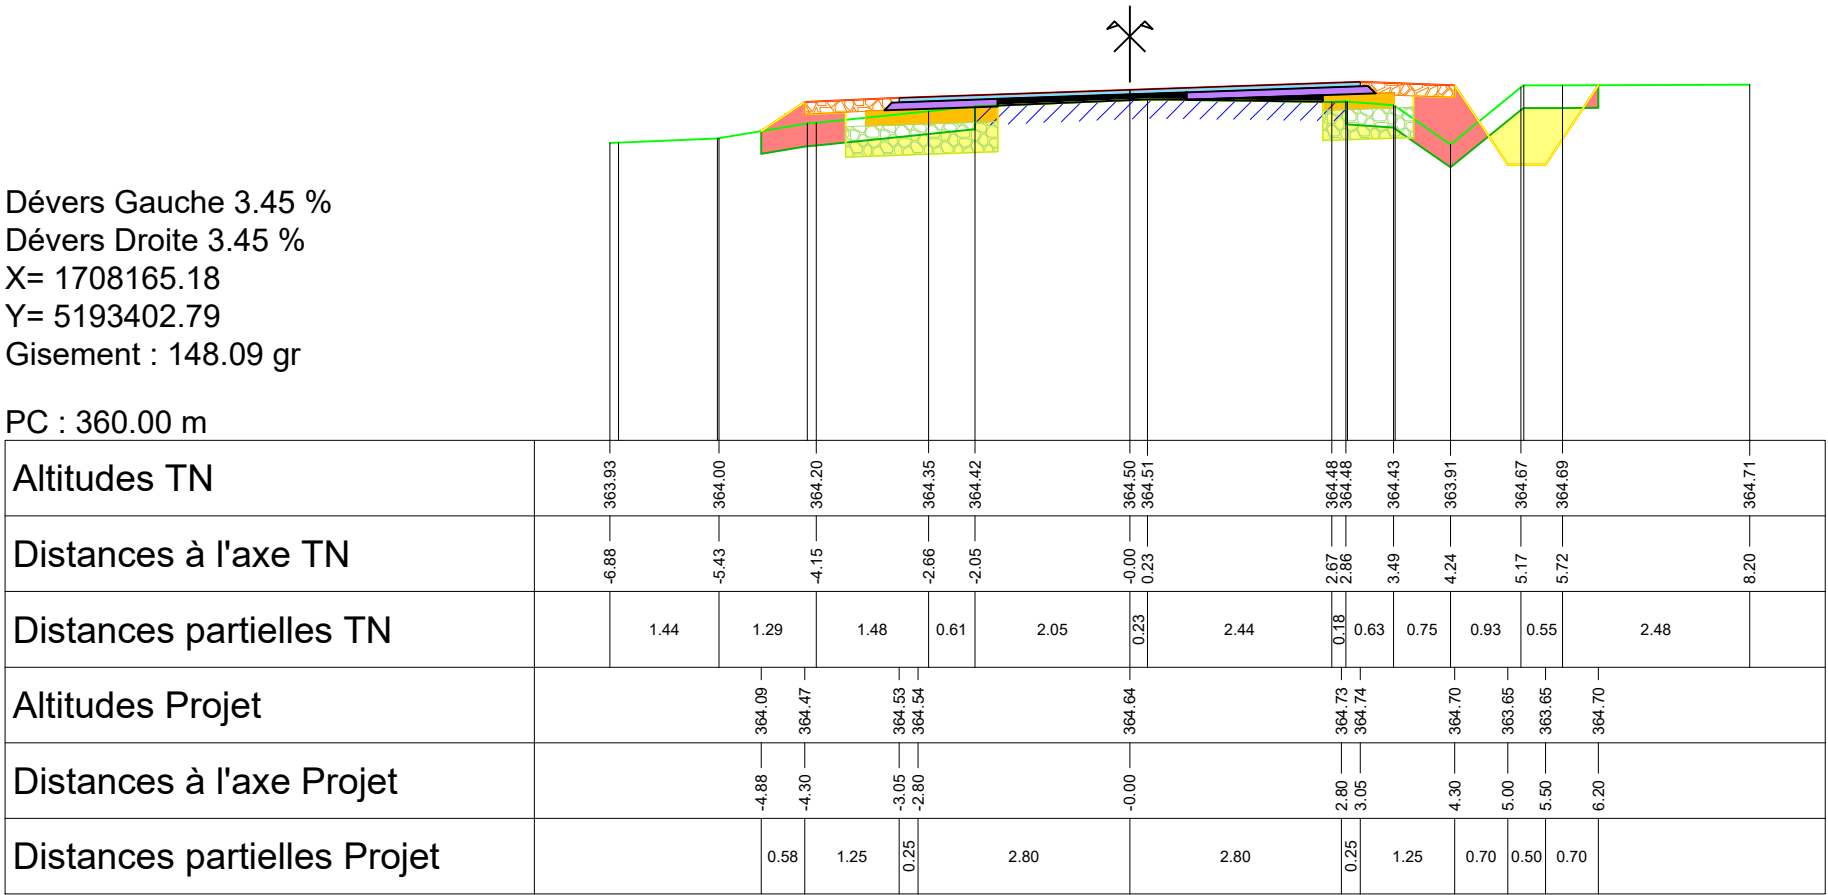 Dévers Gauche 3.45 %
Dévers Droite 3.45 %
X= 1708165.18
Y= 5193402.79
Gisement : 148.09 gr
PC : 360.00 m
Altitudes TN 363.93 364.00 364.20 364.35 364.42 364.50 364.51 364.48 364.48 364.43 363.91 364.67 364.69 364.71
Distances à l'axe TN -6.88 -5.43 -4.15 -2.66 -2.05 -0.00 0.23 2.67 2.86 3.49 4.24 5.17 5.72 8.20
Distances partielles TN 1.44 1.29 1.48 0.61 2.05 0.23 2.44 0.18 0.63 0.75 0.93 0.55 2.48
Altitudes Projet 364.09 364.47 364.53 364.54 364.64 364.73 364.74 364.70 363.65 363.65 364.70
Distances à l'axe Projet -4.88 -4.30 -3.05 -2.80 -0.00 2.80 3.05 4.30 5.00 5.50 6.20
Distances partielles Projet 0.58 1.25 0.25 2.80 2.80 0.25 1.25 0.70 0.50 0.70